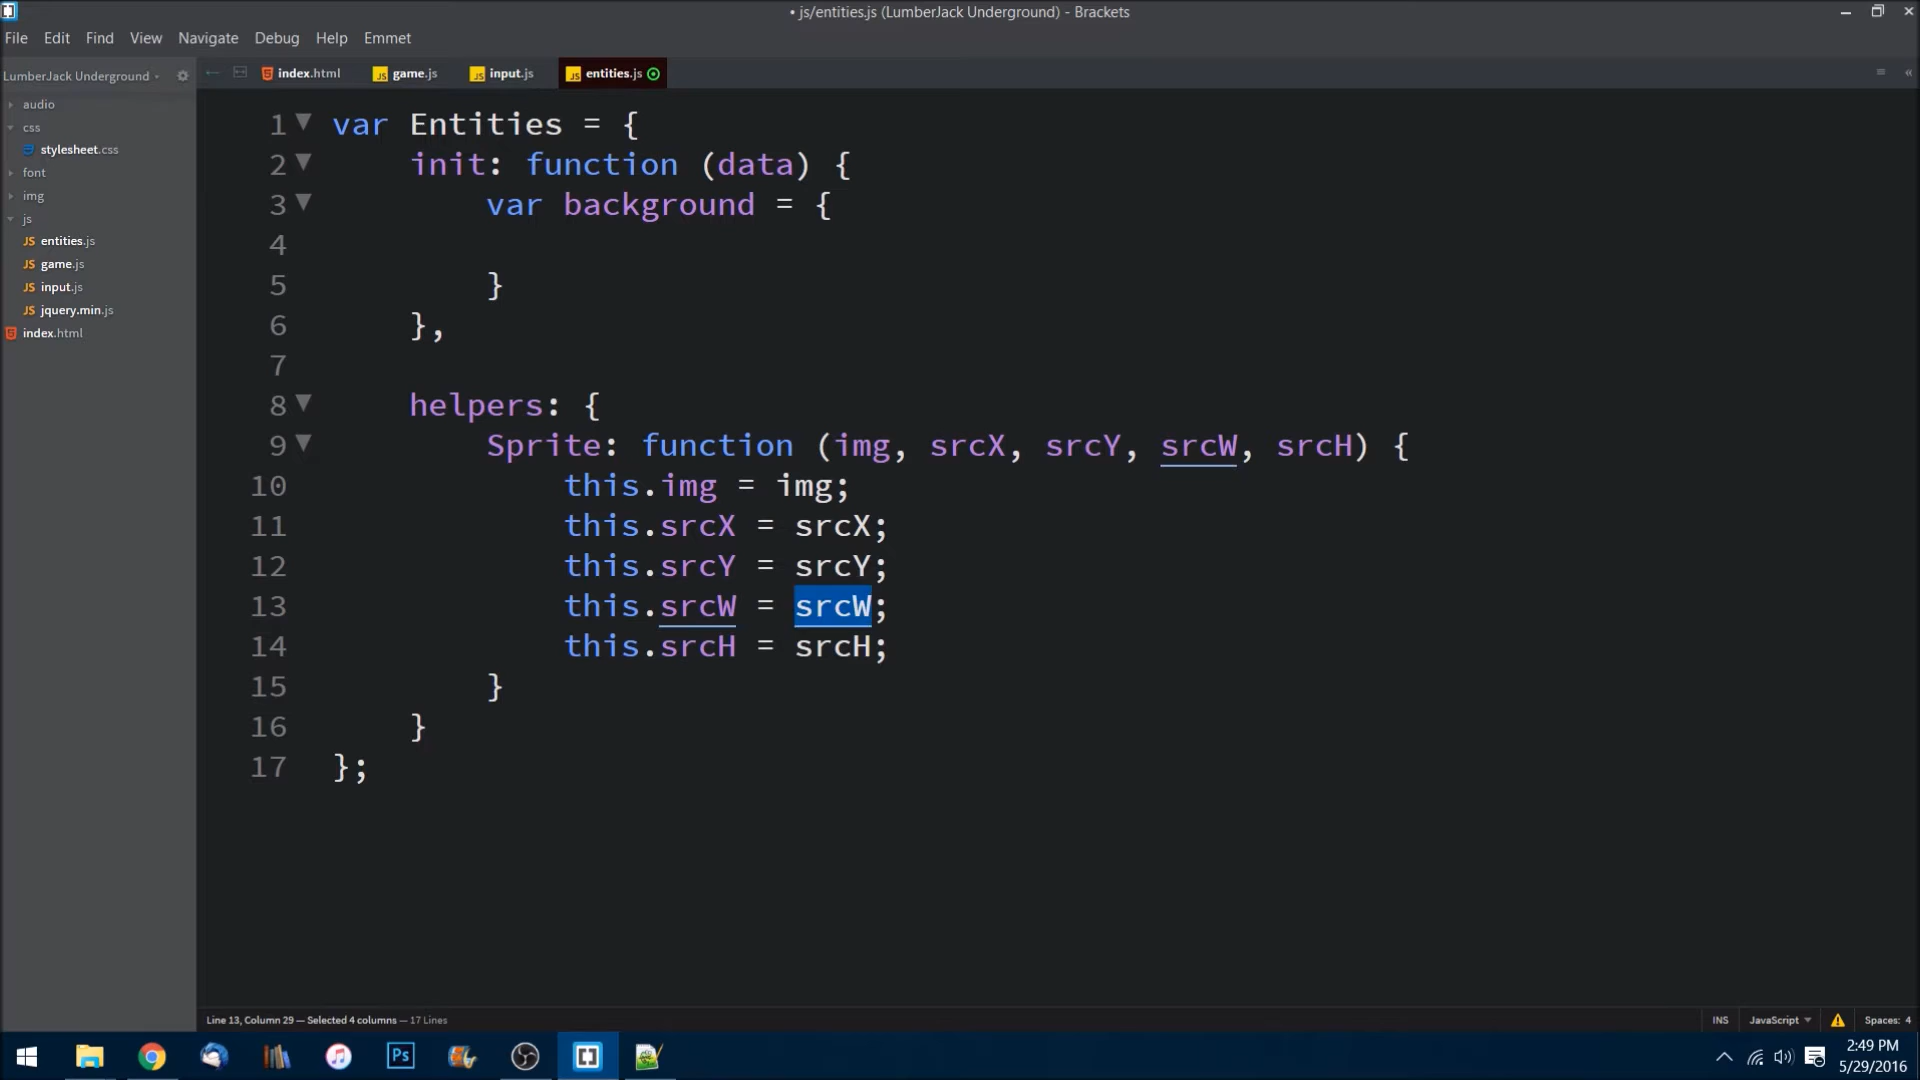 • js/entities.js (LumberJack Underground) - Brackets
File Edit Find View Navigate Debug Help Emmet
LumberJack Underground
index.html game.js input.js entities.js
audio
css
stylesheet.css
font
img
js
JS entities.js
JS game.js
JS input.js
JS jquery.min.js
index.html
1 var Entities = {
2 init: function (data) {
3 var background = {
4
5 }
6 },
7
8 helpers: {
9 Sprite: function (img, srcX, srcY, srcW, srcH) {
10 this.img = img;
11 this.srcX = srcX;
12 this.srcY = srcY;
13 this.srcW = srcW;
14 this.srcH = srcH;
15 }
16 }
17 };
Line 13, Column 29 — Selected 4 columns — 17 Lines
INS JavaScript Spaces: 4
Ps
2:49 PM
5/29/2016